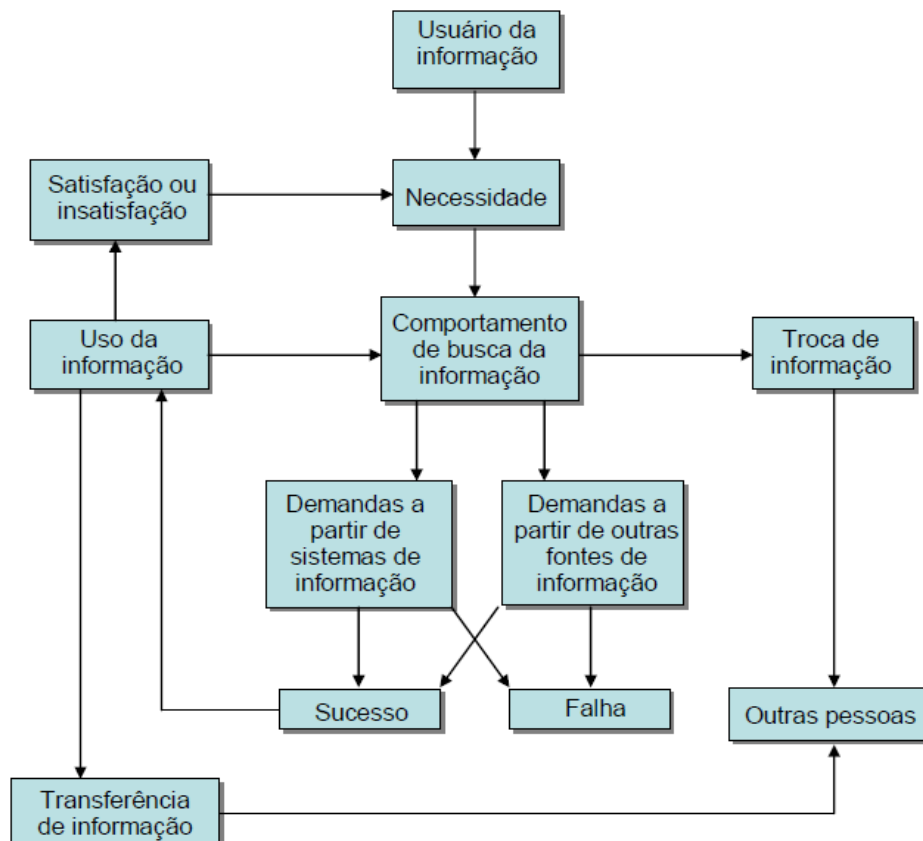 Usuário da
informação
Satisfação ou
insatisfação
Necessidade
Uso da
informação
Comportamento
de busca da
informação
Troca de
informação
Demandas a
partir de
sistemas de
informação
Demandas a
partir de outras
fontes de
informação
Sucesso
Falha
Outras pessoas
Transferência
de informação